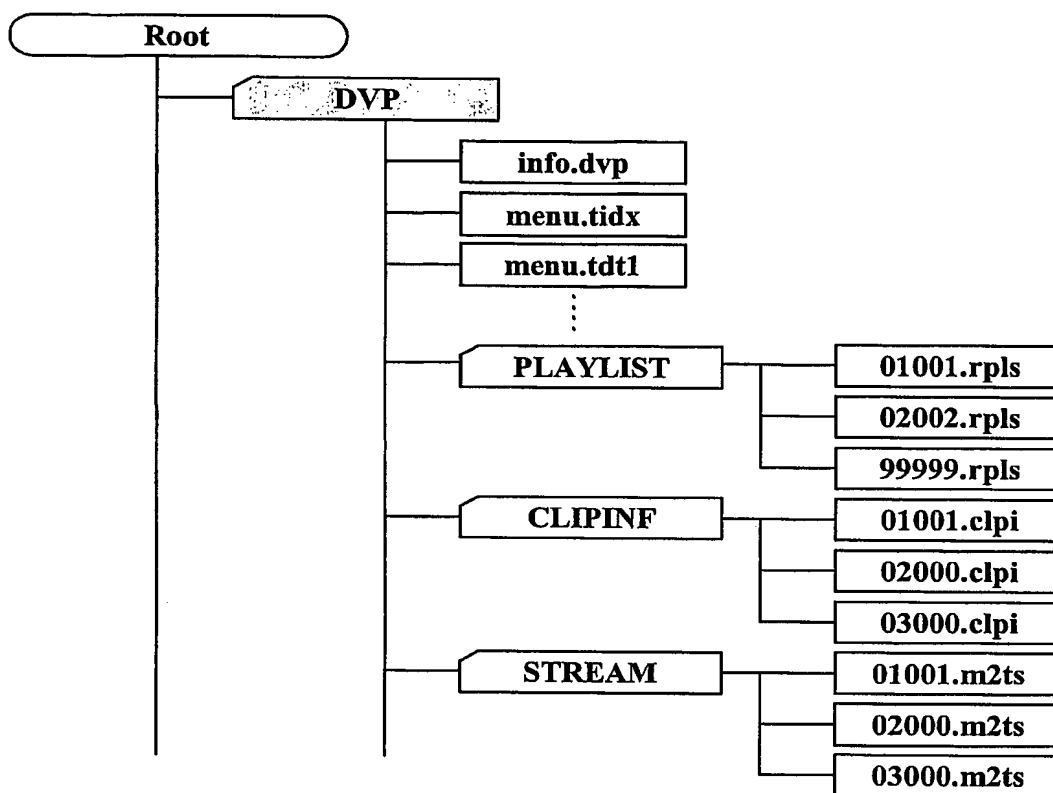 Root
DVP
info.dvp
menu.tidx
menu.tdt1
PLAYLIST
01001.rpls
02002.rpls
99999.rpls
CLIPINF
01001.clpi
02000.clpi
03000.clpi
STREAM
01001.m2ts
02000.m2ts
03000.m2ts